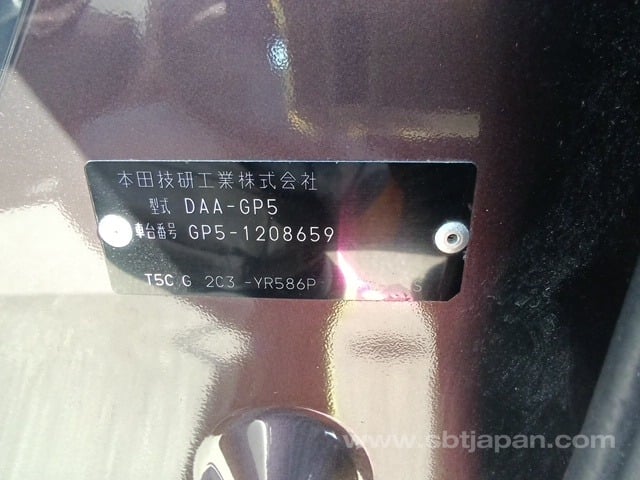 本田技研工業株式会社
型式 DAA-GP5
車台番号 GP5-1208659
T5C G 2C3 -YR586P S
www.sbtjapan.com